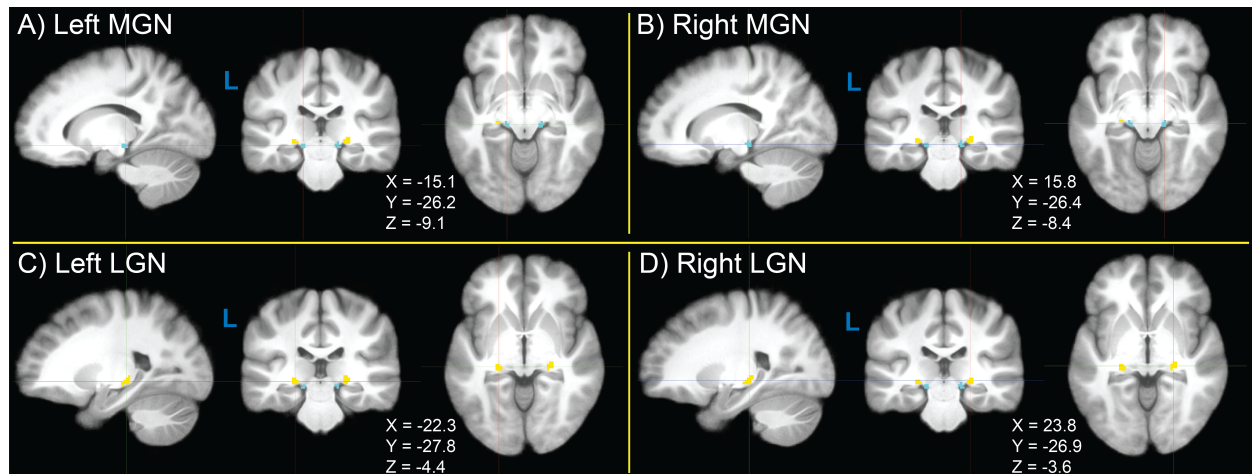 A) Left MGN
L
X = -15.1
Y = -26.2
Z = -9.1
B) Right MGN
L
X = 15.8
Y = -26.4
Z = -8.4
C) Left LGN
L
X = -22.3
Y = -27.8
Z = -4.4
D) Right LGN
L
X = 23.8
Y = -26.9
Z = -3.6